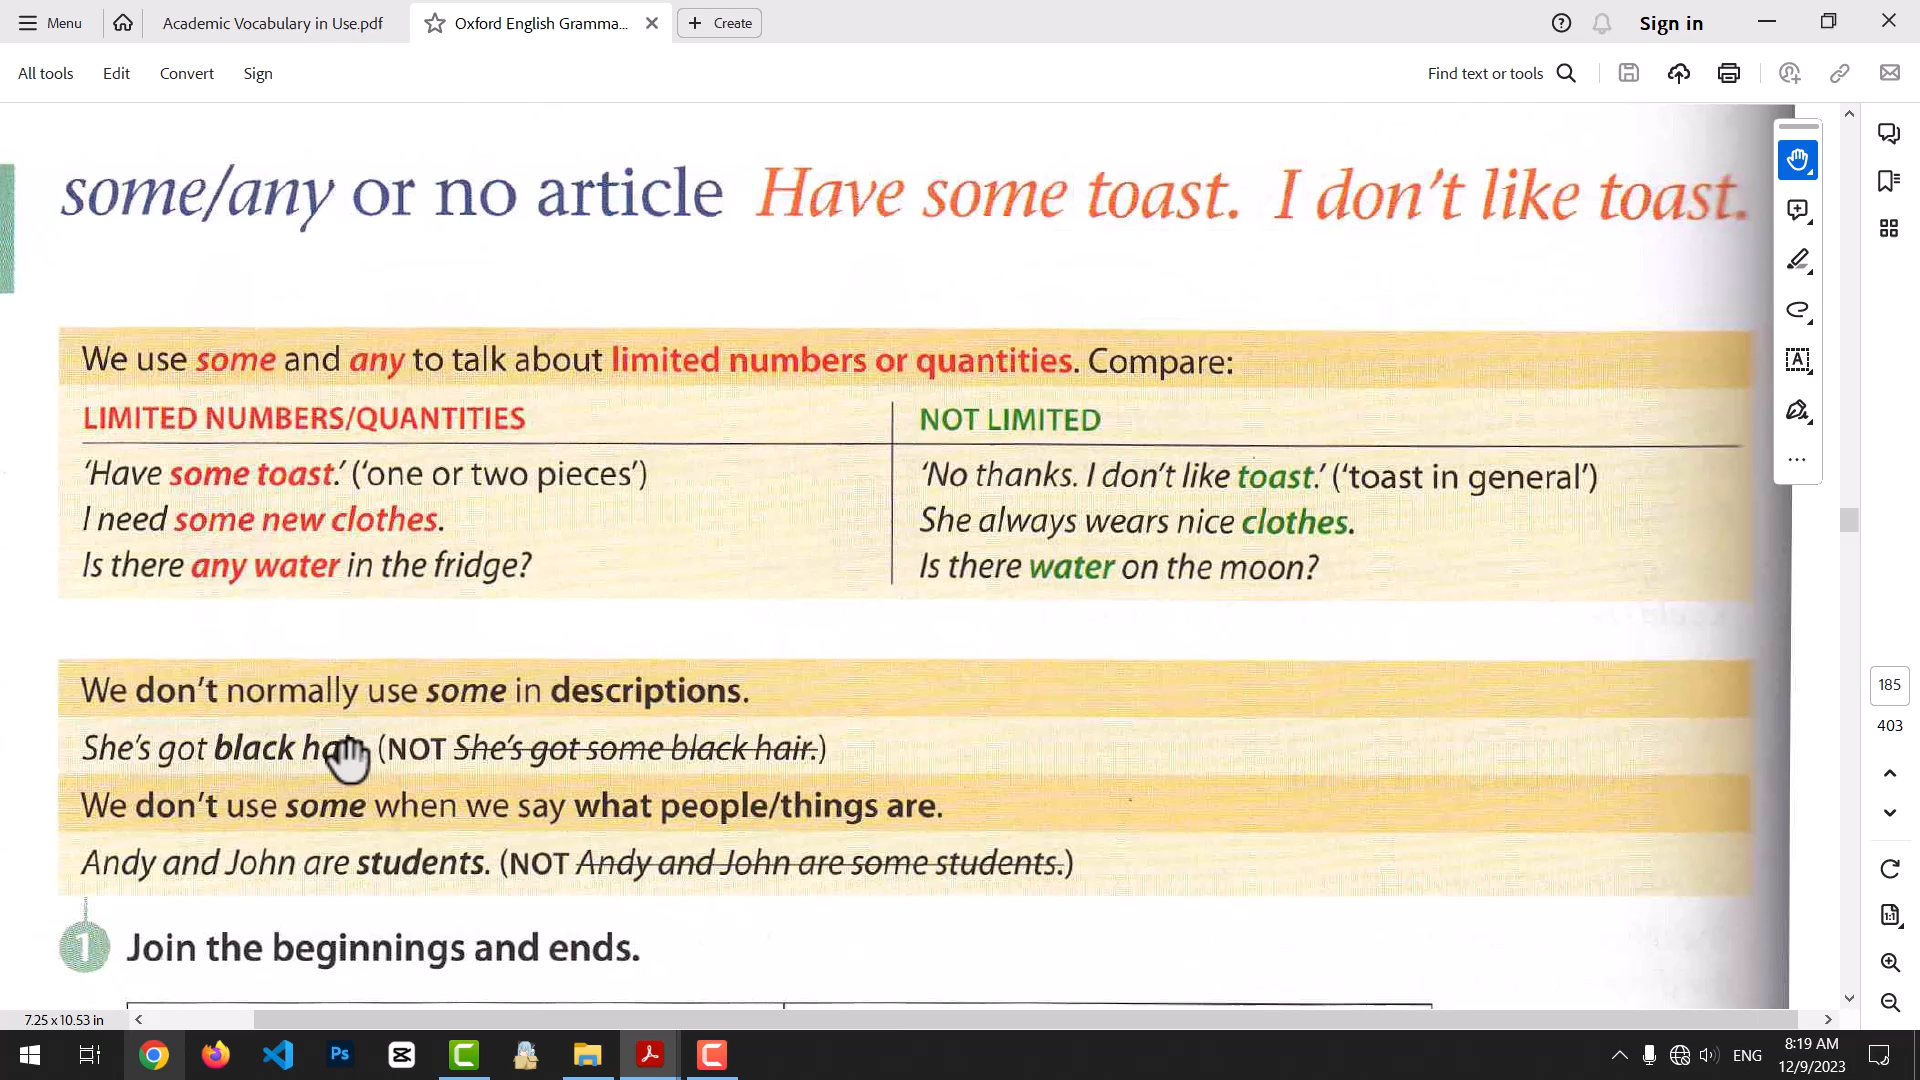 Menu
Academic Vocabulary in Use.pdf
Oxford English Gramma...
Create
Sign in
All tools
Edit
Convert
Sign
Find text or tools
some/any or no article Have some toast. I don't like toast.
We use some and any to talk about limited numbers or quantities. Compare:
LIMITED NUMBERS/QUANTITIES
NOT LIMITED
'Have some toast.' ('one or two pieces')
'No thanks. I don't like toast.' ('toast in general')
I need some new clothes.
She always wears nice clothes.
Is there any water in the fridge?
Is there water on the moon?
We don't normally use some in descriptions.
She's got black (NOT She's got some black hair.)
We don't use some when we say what people/things are.
Andy and John are students. (NOT Andy and John are some students.)
1 Join the beginnings and ends.
185
403
1:1
7.25 x 10.53 in
Ps
ENG
8:19 AM
12/9/2023